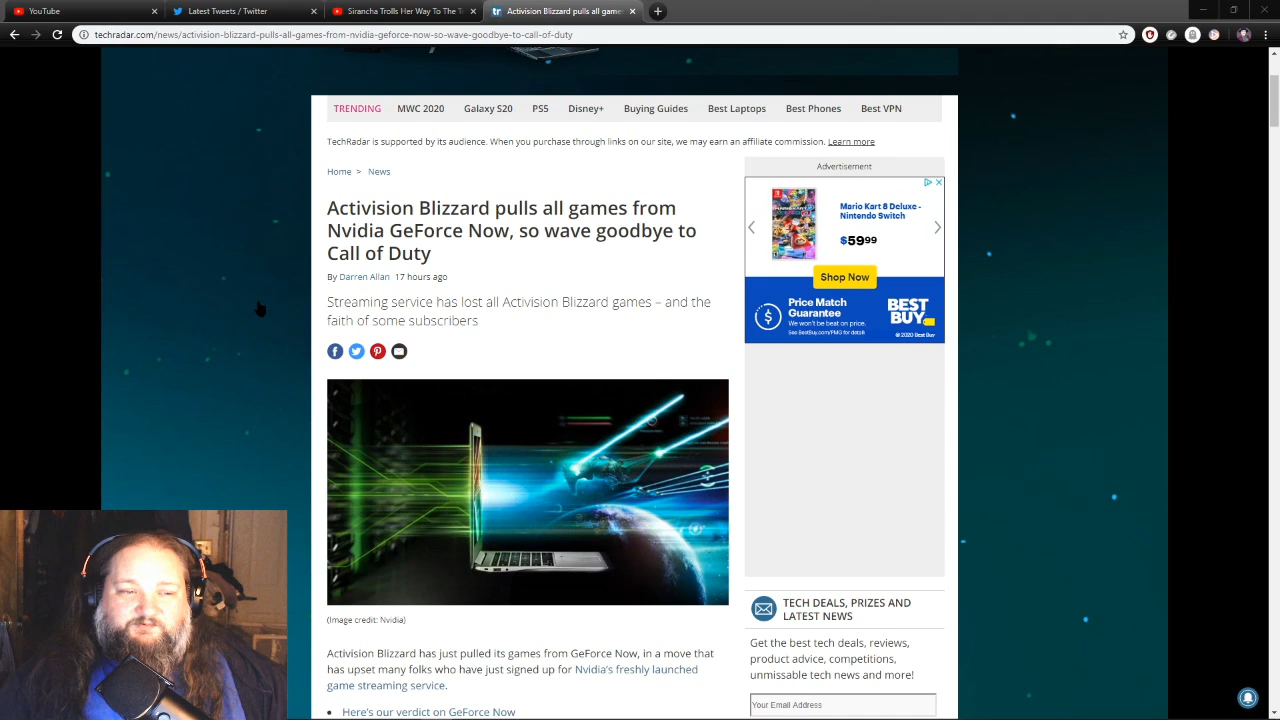 YouTube
Latest Tweets / Twitter
Sirancha Trolls Her Way To The T
Activision Blizzard pulls all game
techradar.com/news/activision-blizzard-pulls-all-games-from-nvidia-geforce-now-so-wave-goodbye-to-call-of-duty
TRENDING MWC 2020 Galaxy S20 PS5 Disney+ Buying Guides Best Laptops Best Phones Best VPN
TechRadar is supported by its audience. When you purchase through links on our site, we may earn an affiliate commission. Learn more
Home > News
Activision Blizzard pulls all games from
Nvidia GeForce Now, so wave goodbye to
Call of Duty
By Darren Allan 17 hours ago
Streaming service has lost all Activision Blizzard games – and the
faith of some subscribers
(Image credit: Nvidia)
Activision Blizzard has just pulled its games from GeForce Now, in a move that
has upset many folks who have just signed up for Nvidia's freshly launched
game streaming service.
• Here's our verdict on GeForce Now
Advertisement
Mario Kart 8 Deluxe -
Nintendo Switch
$5999
Shop Now
Price Match
Guarantee
We won't be beat on price.
See BestBuy.com/PMG for details
BEST
BUY
© 2020 Best Buy
TECH DEALS, PRIZES AND
LATEST NEWS
Get the best tech deals, reviews,
product advice, competitions,
unmissable tech news and more!
Your Email Address